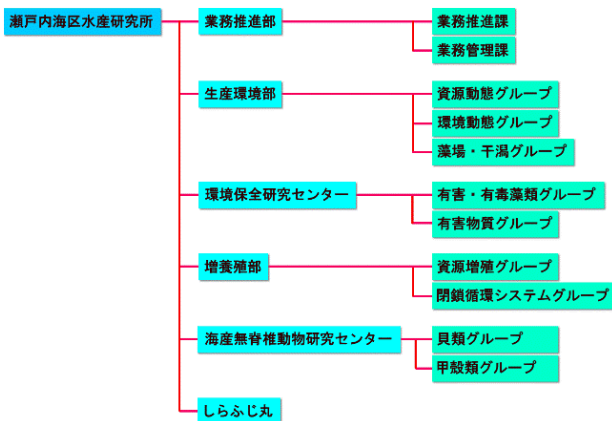 瀬戸内海区水産研究所
業務推進部
業務推進課
業務管理課
生産環境部
資源動態グループ
環境動態グループ
藻場・干潟グループ
環境保全研究センター
有害・有毒藻類グループ
有害物質グループ
増養殖部
資源増殖グループ
閉鎖循環システムグループ
海産無脊椎動物研究センター
貝類グループ
甲殻類グループ
しらふじ丸